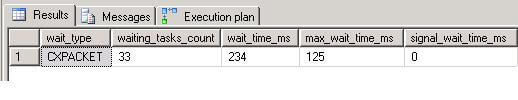 Results Messages Execution plan
wait_type waiting_tasks_count wait_time_ms max_wait_time_ms signal_wait_time_ms
1 CXPACKET 33 234 125 0